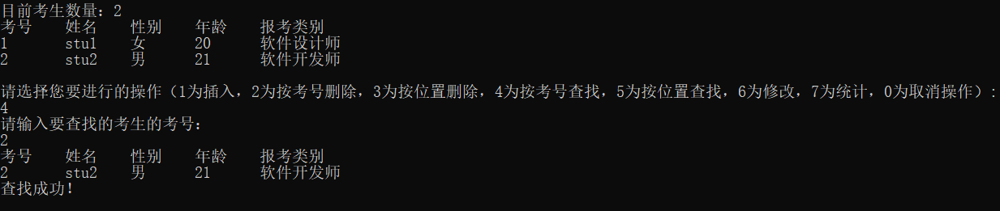 目前考生数量：2
考号 姓名 性别 年龄 报考类别
1 stu1 女 20 软件设计师
2 stu2 男 21 软件开发师
请选择您要进行的操作（1为插入，2为按考号删除，3为按位置删除，4为按考号查找，5为按位置查找，6为修改，7为统计，0为取消操作）：
4
请输入要查找的考生的考号：
2
考号 姓名 性别 年龄 报考类别
2 stu2 男 21 软件开发师
查找成功！